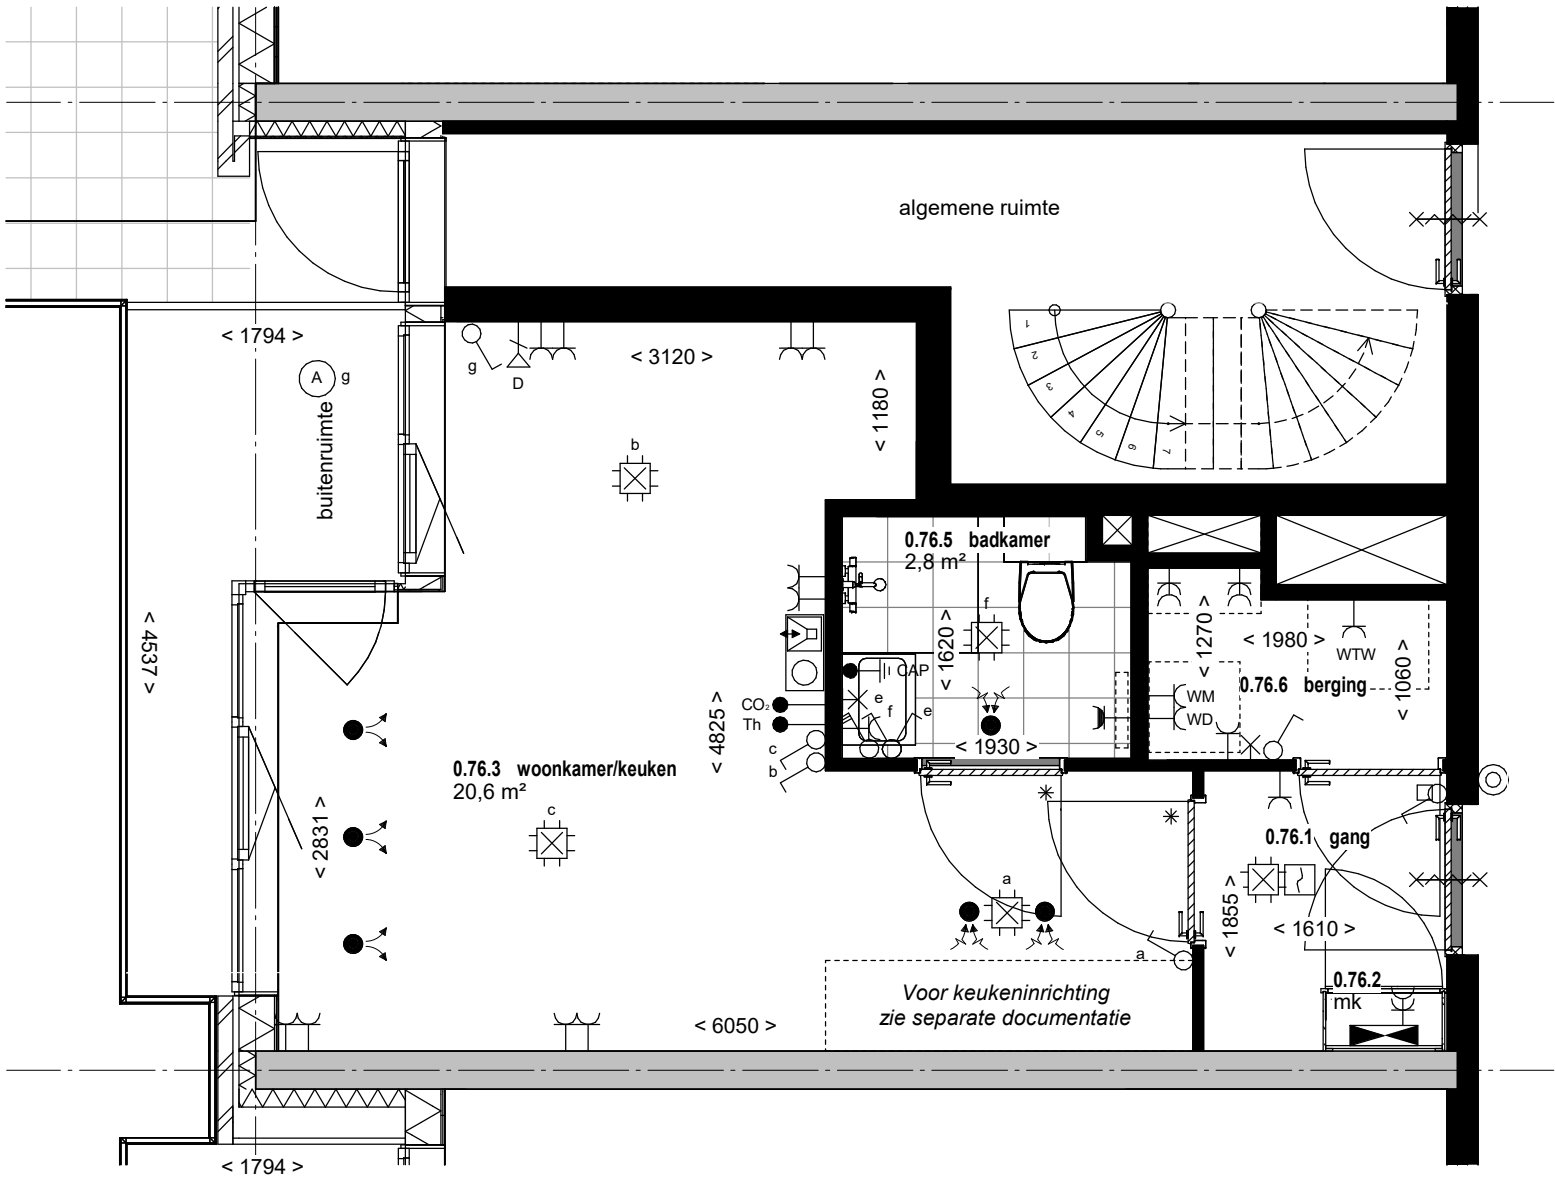 algemene ruimte
< 1794 >
A g
buitenruimte
g
D
< 3120 >
< 1180 >
b
1
2
3
4
5
6
7
0.76.5 badkamer
2,8 m²
f
< 1620 >
CAP
e
f
e
< 1930 >
< 1270 >
< 1980 >
WTW
< 1060 >
0.76.6 berging
WM
WD
< 4537 >
CO₂
Th
c
b
< 4825 >
0.76.3 woonkamer/keuken
20,6 m²
c
< 2831 >
a
a
0.76.1 gang
< 1855 >
< 1610 >
0.76.2
mk
Voor keukeninrichting
zie separate documentatie
< 6050 >
< 1794 >